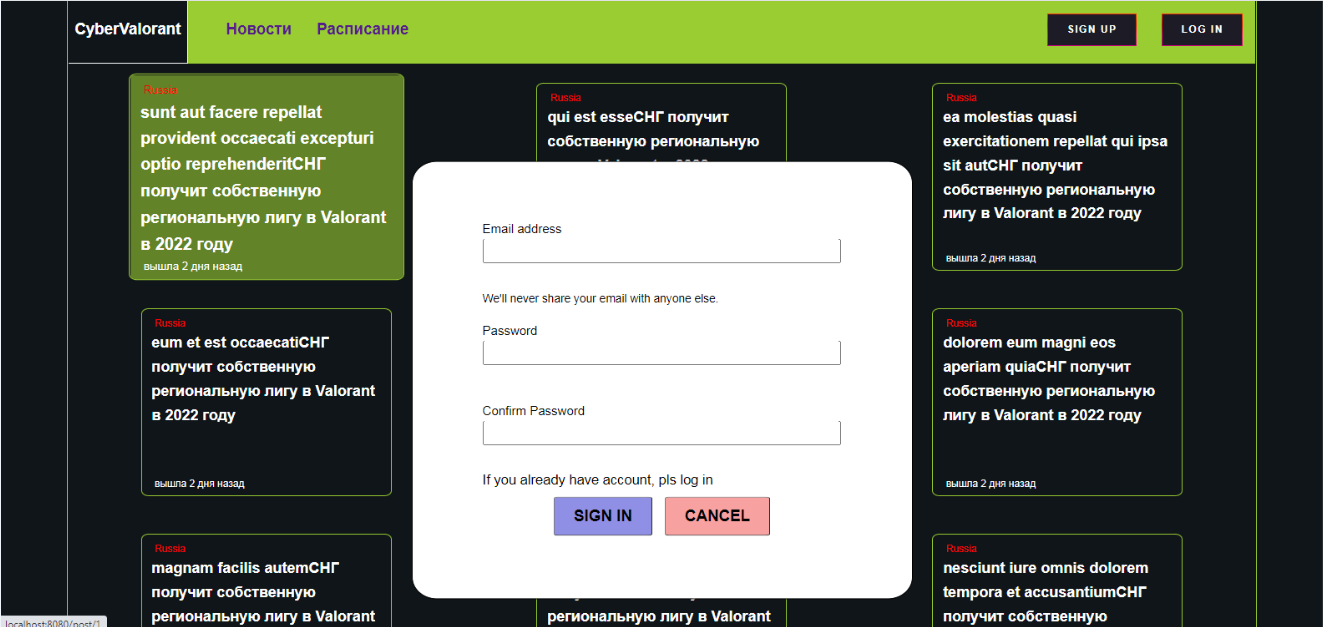 CyberValorant
Новости
Расписание
SIGN UP
LOG IN
Russia
sunt aut facere repellat
provident occaecati excepturi
optio reprehenderitСНГ
получит собственную
региональную лигу в Valorant
в 2022 году
вышла 2 дня назад
Russia
qui est esseСНГ получит
собственную региональную
Russia
ea molestias quasi
exercitationem repellat qui ipsa
sit autСНГ получит
собственную региональную
лигу в Valorant в 2022 году
вышла 2 дня назад
Email address
We'll never share your email with anyone else.
Password
Confirm Password
If you already have account, pls log in
SIGN IN
CANCEL
Russia
eum et est occaecatiСНГ
получит собственную
региональную лигу в Valorant
в 2022 году
вышла 2 дня назад
Russia
dolorem eum magni eos
aperiam quiaСНГ получит
собственную региональную
лигу в Valorant в 2022 году
вышла 2 дня назад
Russia
magnam facilis autemСНГ
получит собственную
региональную лигу в Valorant
региональную лигу в Valorant
Russia
nesciunt iure omnis dolorem
tempora et accusantiumСНГ
получит собственную
localhost:8080/post/1